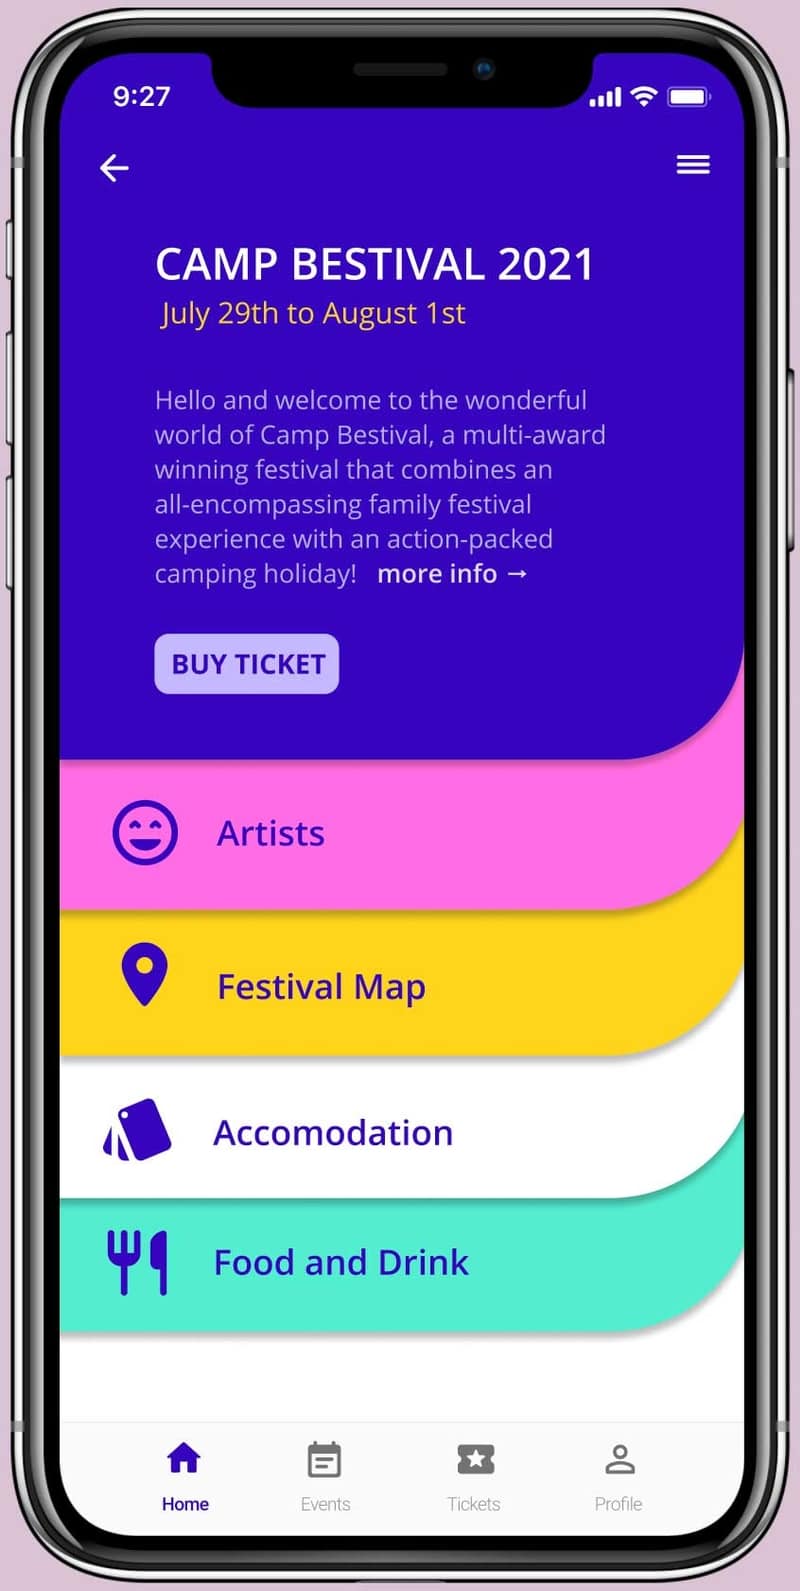 9:27
CAMP BESTIVAL 2021
July 29th to August 1st
Hello and welcome to the wonderful
world of Camp Bestival, a multi-award
winning festival that combines an
all-encompassing family festival
experience with an action-packed
camping holiday! more info →
BUY TICKET
Artists
Festival Map
Accomodation
Food and Drink
Home Events Tickets Profile